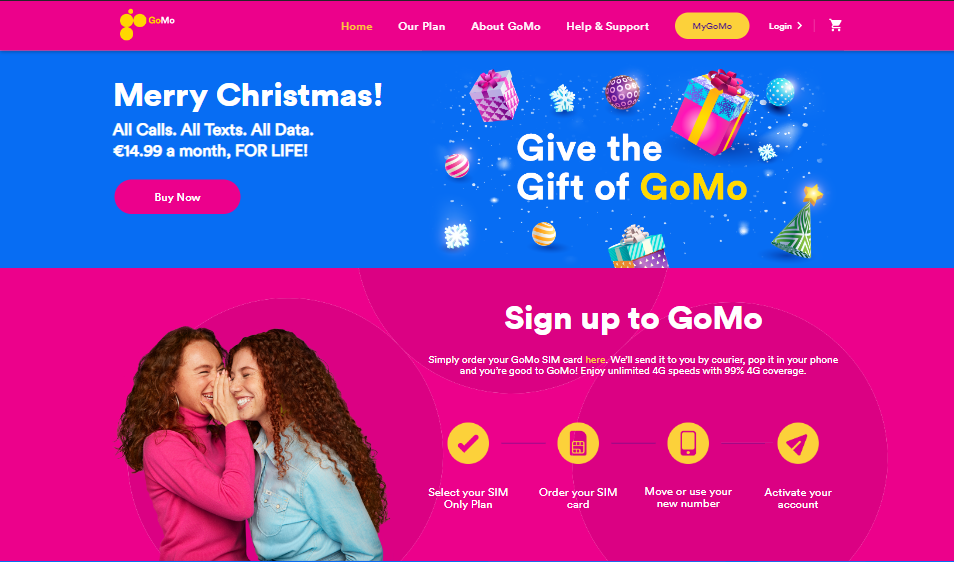 GoMo
Home
Our Plan
About GoMo
Help & Support
MyGoMo
Login
Merry Christmas!
All Calls. All Texts. All Data.
€14.99 a month, FOR LIFE!
Buy Now
Give the
Gift of GoMo
Sign up to GoMo
Simply order your GoMo SIM card here. We'll send it to you by courier, pop it in your phone
and you're good to GoMo! Enjoy unlimited 4G speeds with 99% 4G coverage.
Select your SIM
Only Plan
Order your SIM
card
Move or use your
new number
Activate your
account